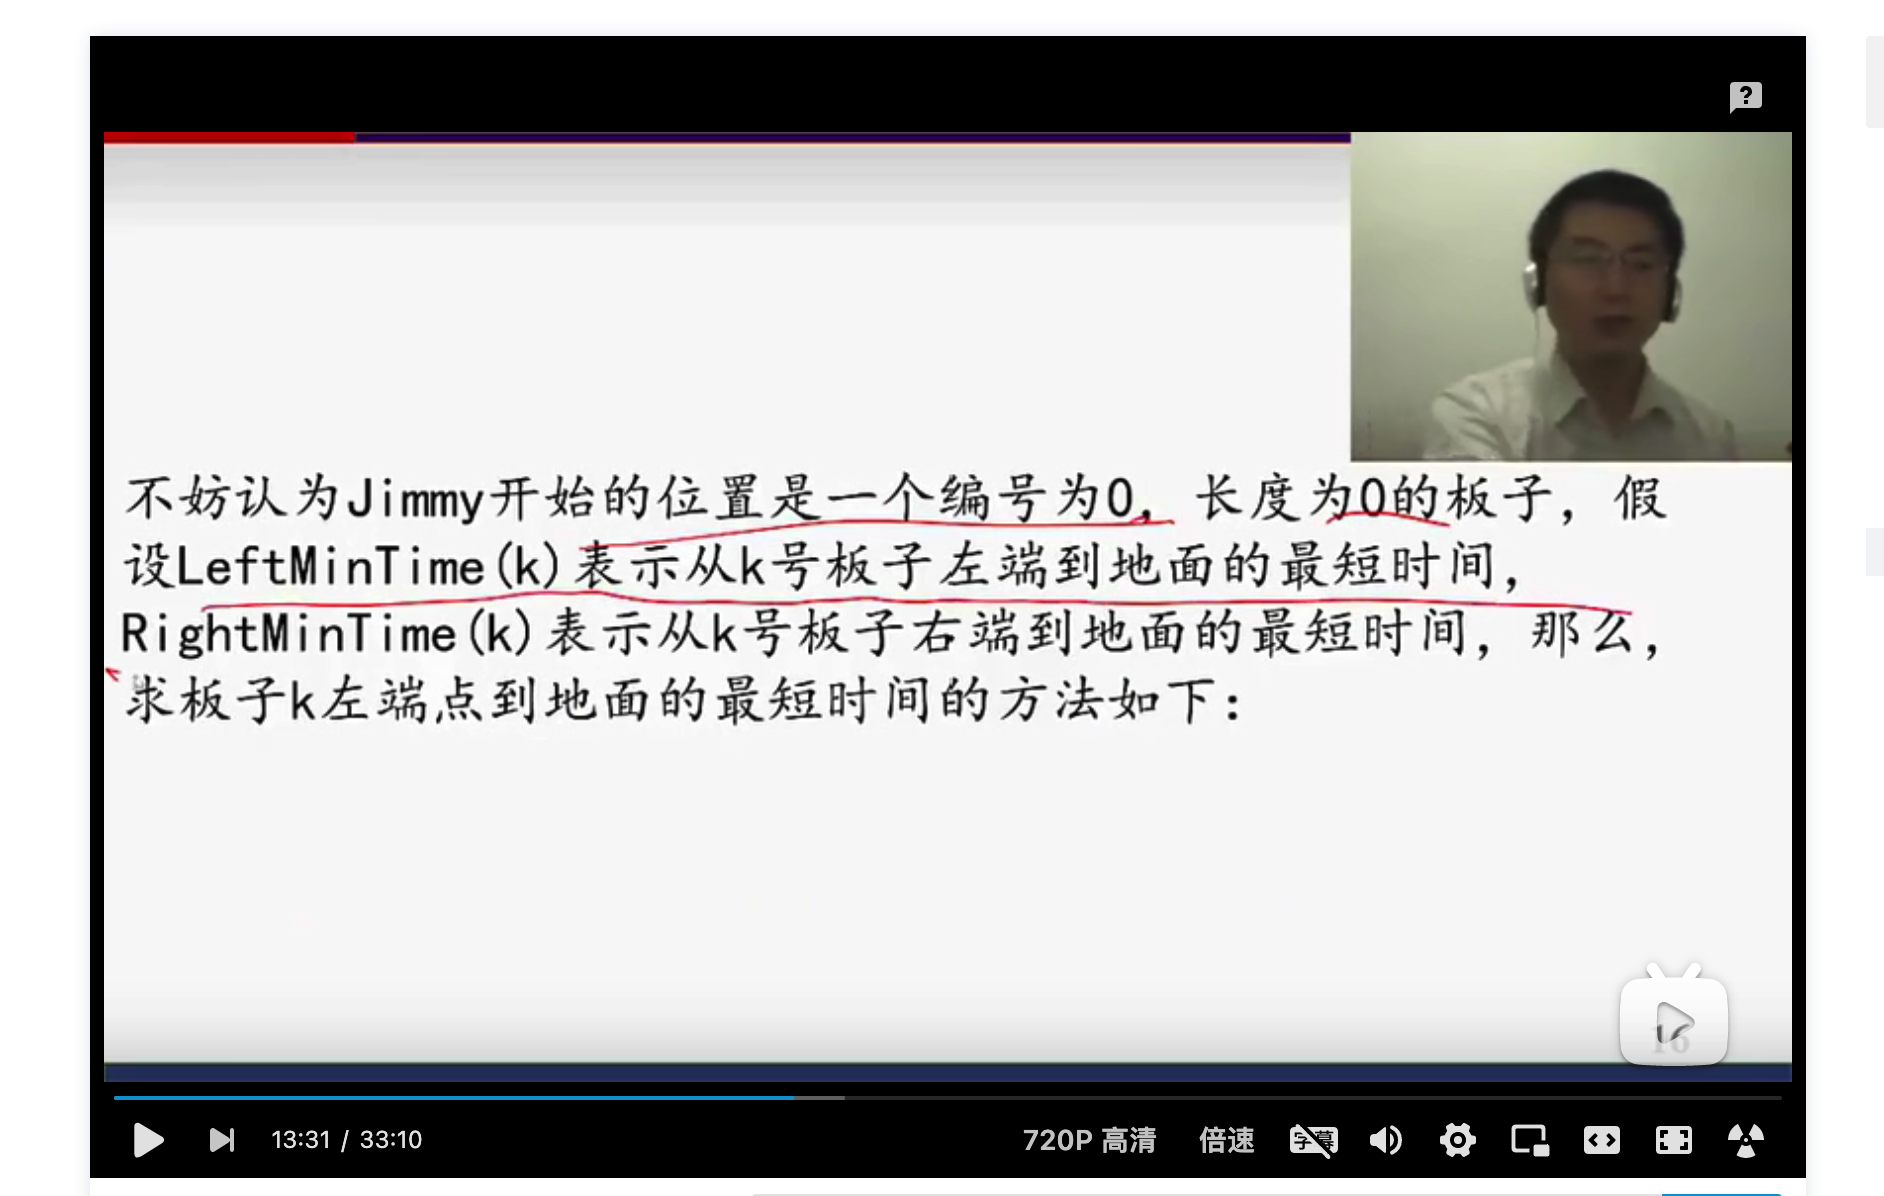 ?
不妨认为Jimmy开始的位置是一个编号为0，长度为0的板子，假
设LeftMinTime(k)表示从k号板子左端到地面的最短时间，
RightMinTime(k)表示从k号板子右端到地面的最短时间，那么，
求板子k左端点到地面的最短时间的方法如下：
16
13:31 / 33:10 720P 高清 倍速 字幕